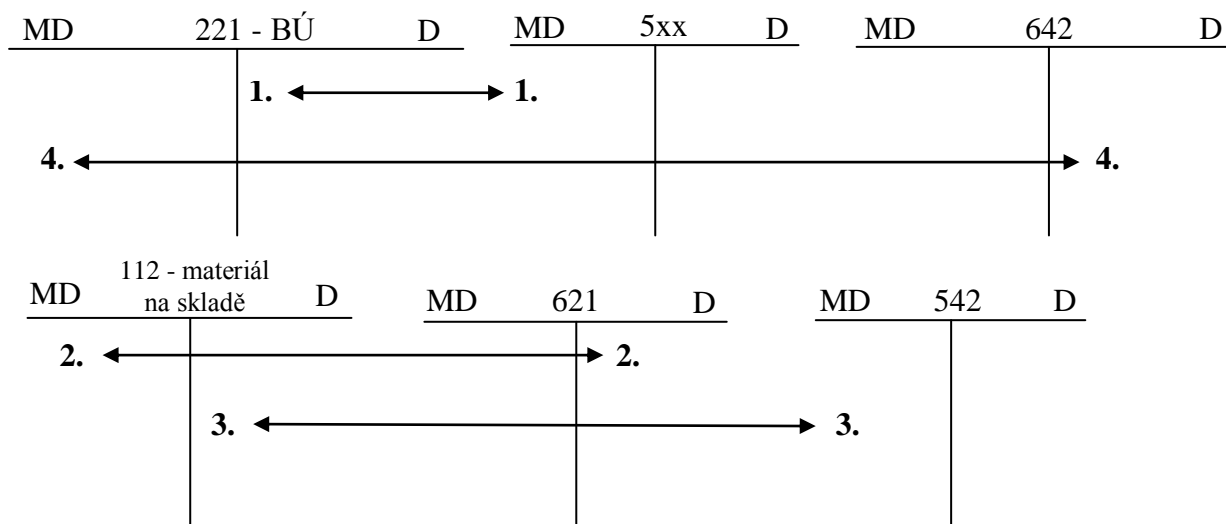 MD 221 - BÚ D MD 5xx D MD 642 D
1. 1.
4. 4.
112 - materiál
MD na skladě D MD 621 D MD 542 D
2. 2.
3. 3.